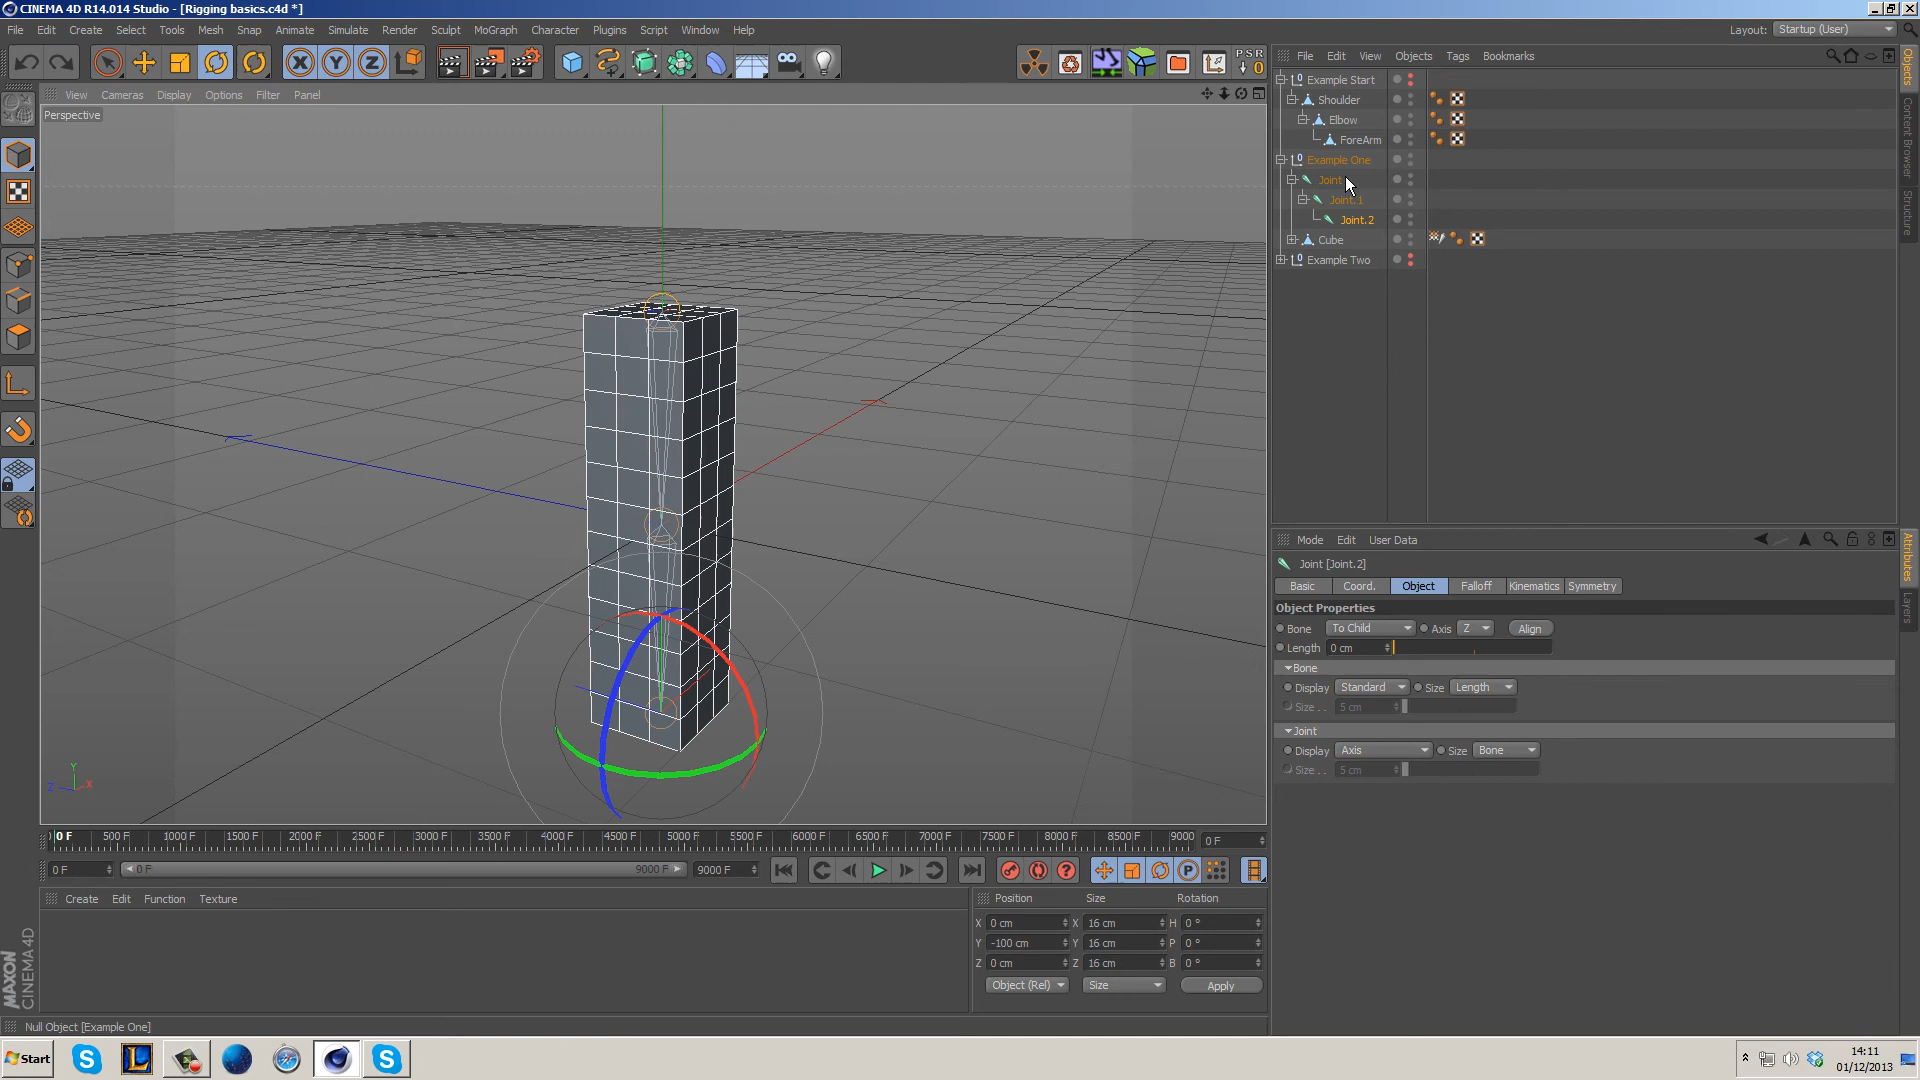 CINEMA 4D R14.014 Studio - [Rigging basics.c4d *]
File Edit Create Select Tools Mesh Snap Animate Simulate Render Sculpt MoGraph Character Plugins Script Window Help
Layout: Startup (User)
PSR
0
File Edit View Objects Tags Bookmarks
View Cameras Display Options Filter Panel
Perspective
Example Start
Shoulder
Elbow
ForeArm
Example One
Joint
Joint.1
Joint.2
Cube
Example Two
Objects
Content Browser
Structure
Mode Edit User Data
Joint [Joint.2]
Basic Coord. Object Falloff Kinematics Symmetry
Object Properties
Bone To Child Axis Z Align
Length 0 cm
Bone
Display Standard Size Length
Size . . 5 cm
Joint
Display Axis Size Bone
Size . . 5 cm
Attributes
Layers
Y
Z X
0 F 500 F 1000 F 1500 F 2000 F 2500 F 3000 F 3500 F 4000 F 4500 F 5000 F 5500 F 6000 F 6500 F 7000 F 7500 F 8000 F 8500 F 9000 0 F
0 F 0 F 9000 F 9000 F
Create Edit Function Texture
Position Size Rotation
X 0 cm X 16 cm H 0 °
Y -100 cm Y 16 cm P 0 °
Z 0 cm Z 16 cm B 0 °
Object (Rel) Size Apply
MAXON
CINEMA 4D
Null Object [Example One]
Start
14:11
01/12/2013